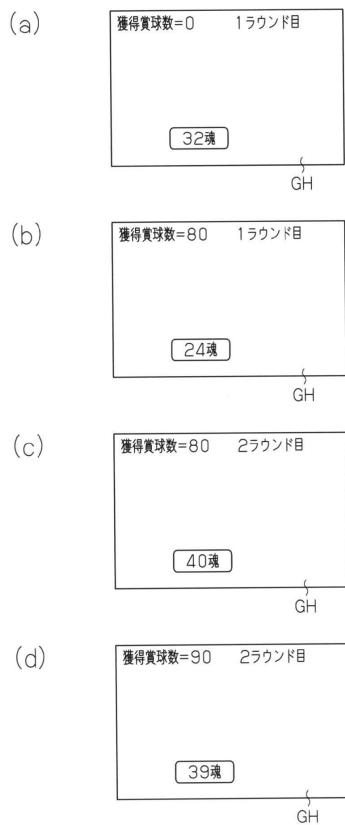 (a)
獲得賞球数=0 1ラウンド目
32魂
GH
(b)
獲得賞球数=80 1ラウンド目
24魂
GH
(c)
獲得賞球数=80 2ラウンド目
40魂
GH
(d)
獲得賞球数=90 2ラウンド目
39魂
GH